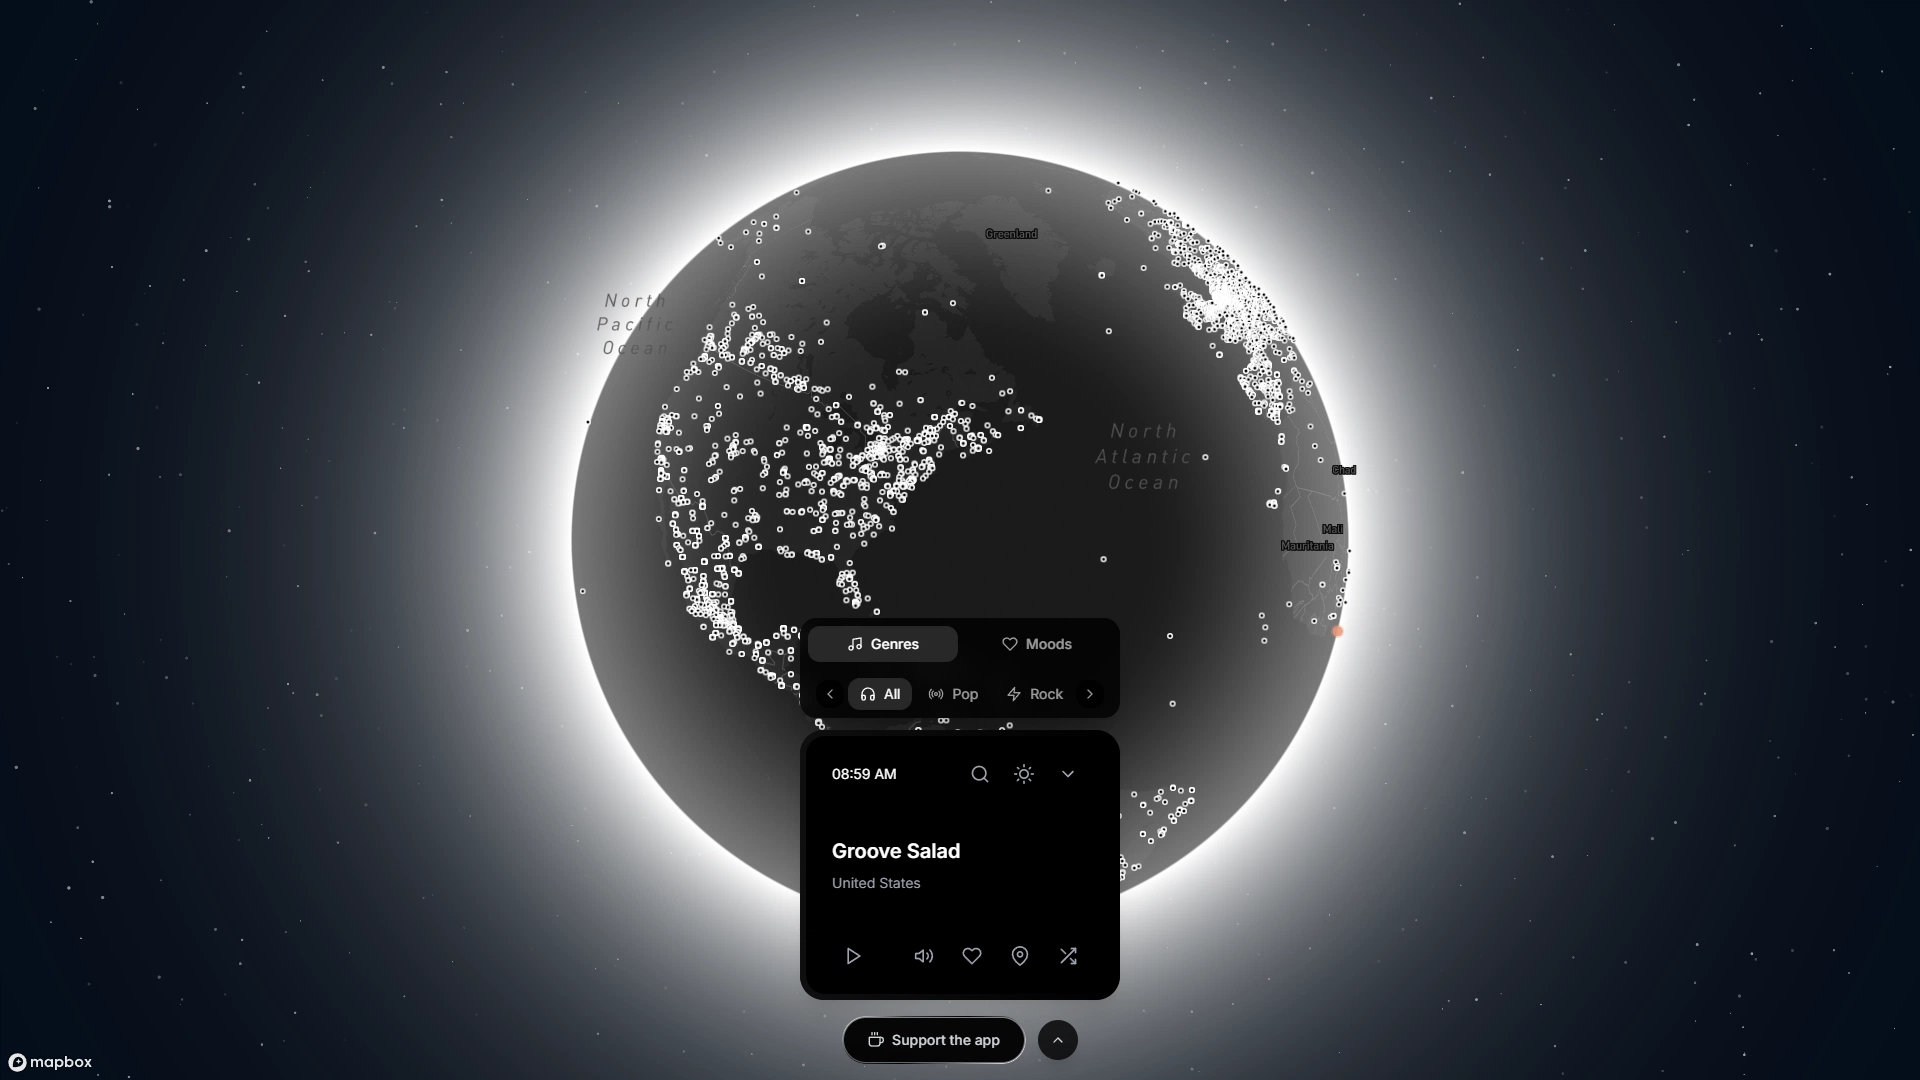 Greenland
North
Pacific
Ocean
North
Atlantic
Ocean
Chad
Mali
Mauritania
Genres
Moods
All
Pop
Rock
08:59 AM
Groove Salad
United States
Support the app
mapbox